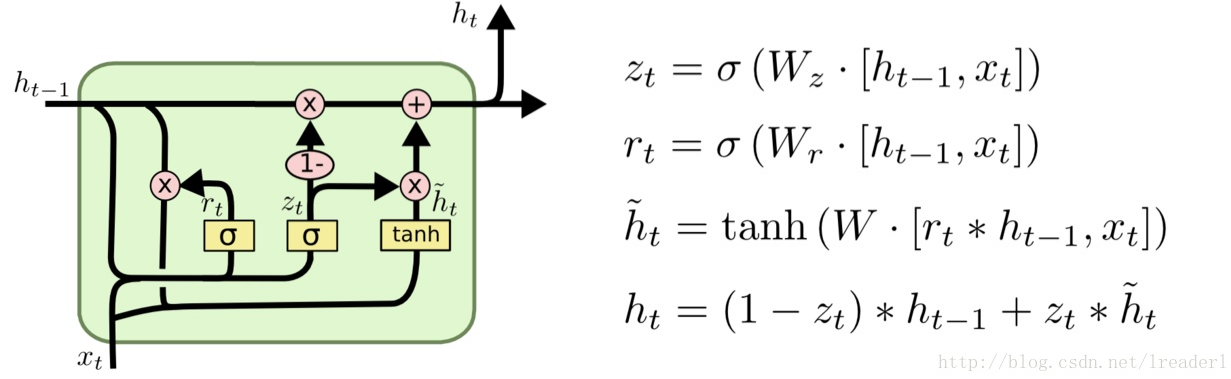 h_t
h_{t−1}
x + 
1-
x x
r_t z_t h̃_t
σ σ tanh
x_t
z_t = σ (W_z · [h_{t−1}, x_t])
r_t = σ (W_r · [h_{t−1}, x_t])
h̃_t = tanh (W · [r_t * h_{t−1}, x_t])
h_t = (1 − z_t) * h_{t−1} + z_t * h̃_t
http://blog.csdn.net/lreaderl